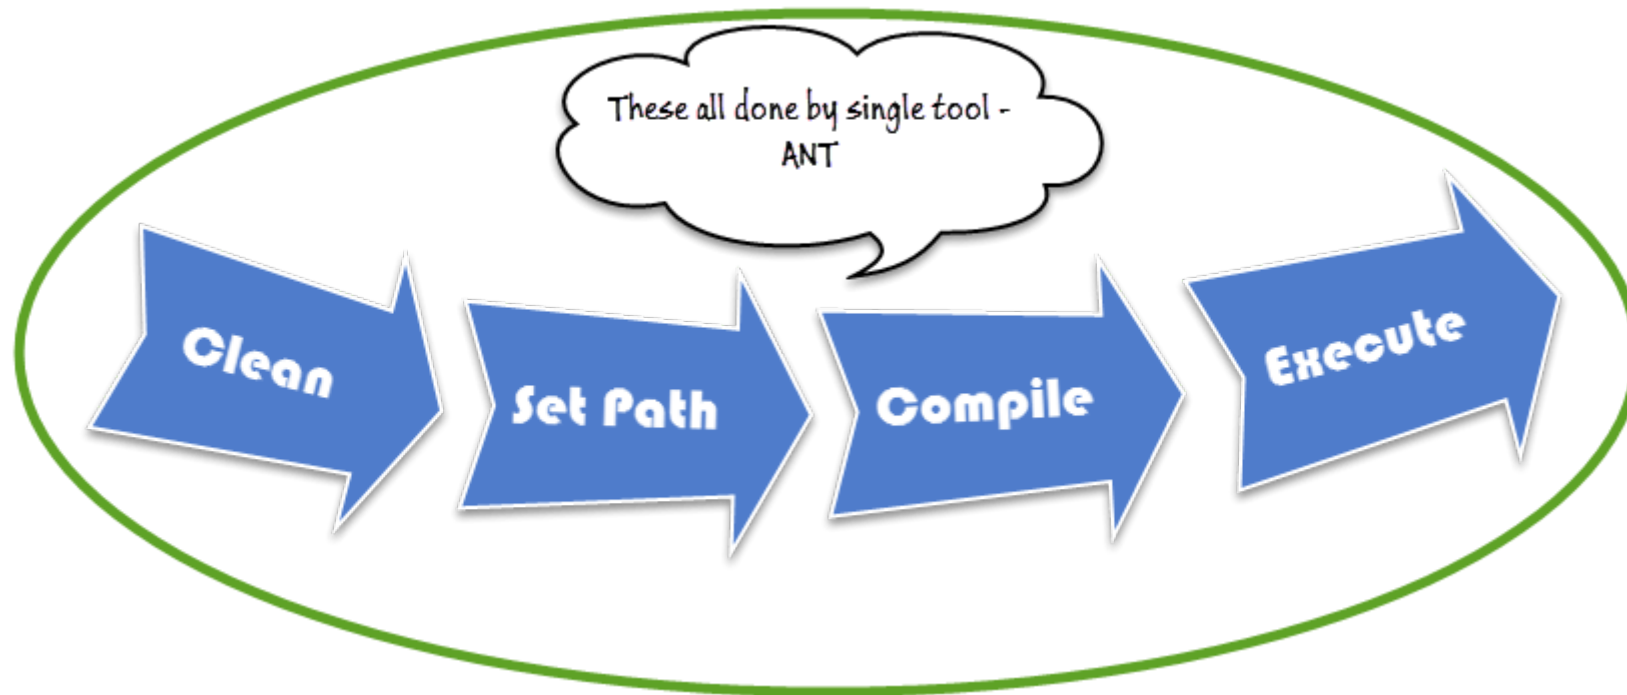 These all done by single tool -
ANT
Clean
Set Path
Compile
Execute